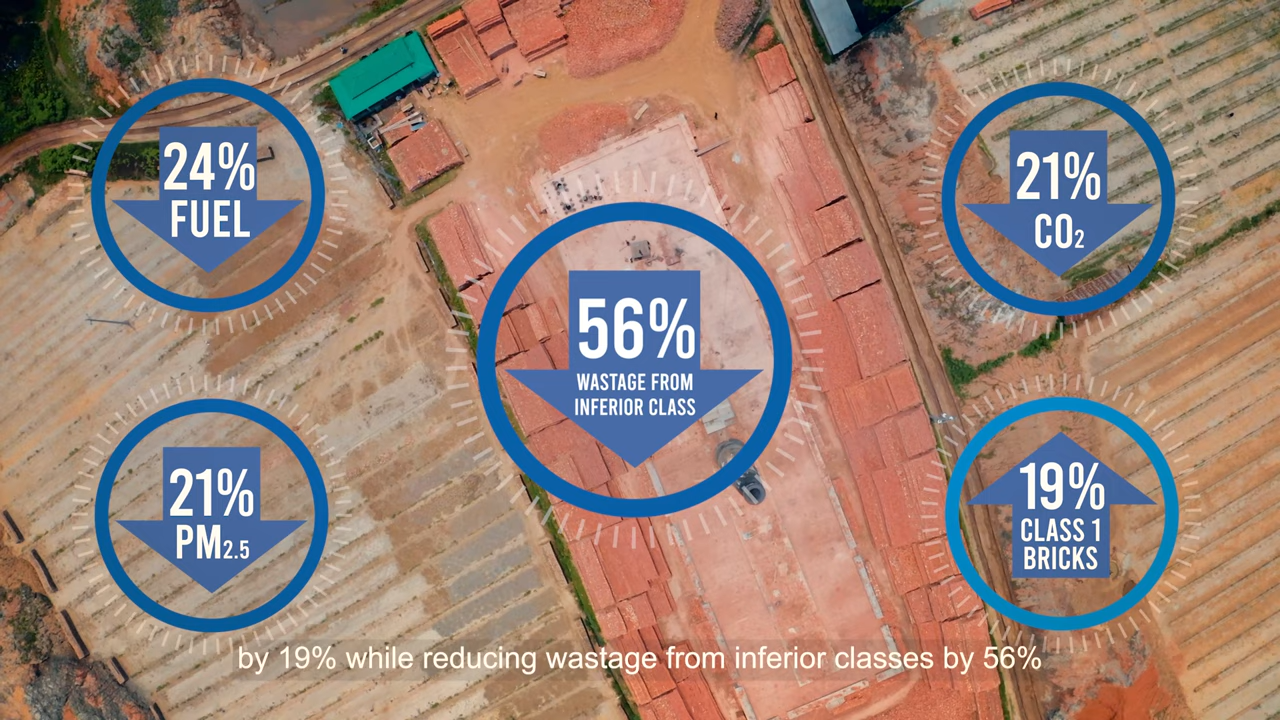 24%
FUEL
21%
CO₂
56%
WASTAGE FROM
INFERIOR CLASS
21%
PM2.5
19%
CLASS 1
BRICKS
by 19% while reducing wastage from inferior classes by 56%